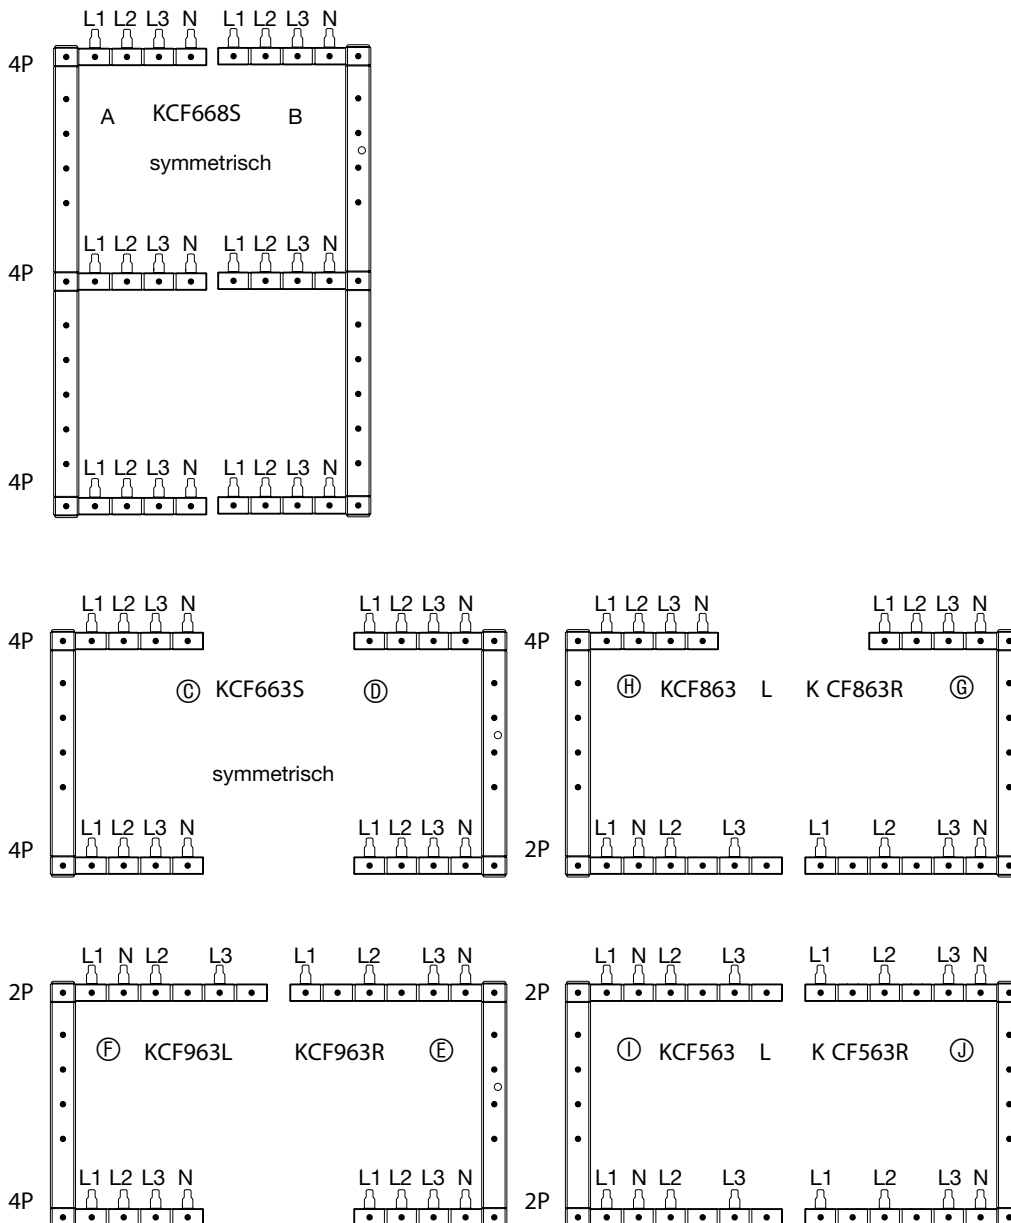 L1 L2 L3 N L1 L2 L3 N
4P
A KCF668S B
symmetrisch
L1 L2 L3 N L1 L2 L3 N
4P
L1 L2 L3 N L1 L2 L3 N
4P
L1 L2 L3 N L1 L2 L3 N L1 L2 L3 N L1 L2 L3 N
4P 4P
Ⓒ KCF663S Ⓓ Ⓗ KCF863 L K CF863R Ⓖ
symmetrisch
L1 L2 L3 N L1 L2 L3 N L1 N L2 L3 L1 L2 L3 N
4P 2P
L1 N L2 L3 L1 L2 L3 N L1 N L2 L3 L1 L2 L3 N
2P 2P
Ⓕ KCF963L KCF963R Ⓔ Ⓘ KCF563 L K CF563R Ⓙ
L1 L2 L3 N L1 L2 L3 N L1 N L2 L3 L1 L2 L3 N
4P 2P